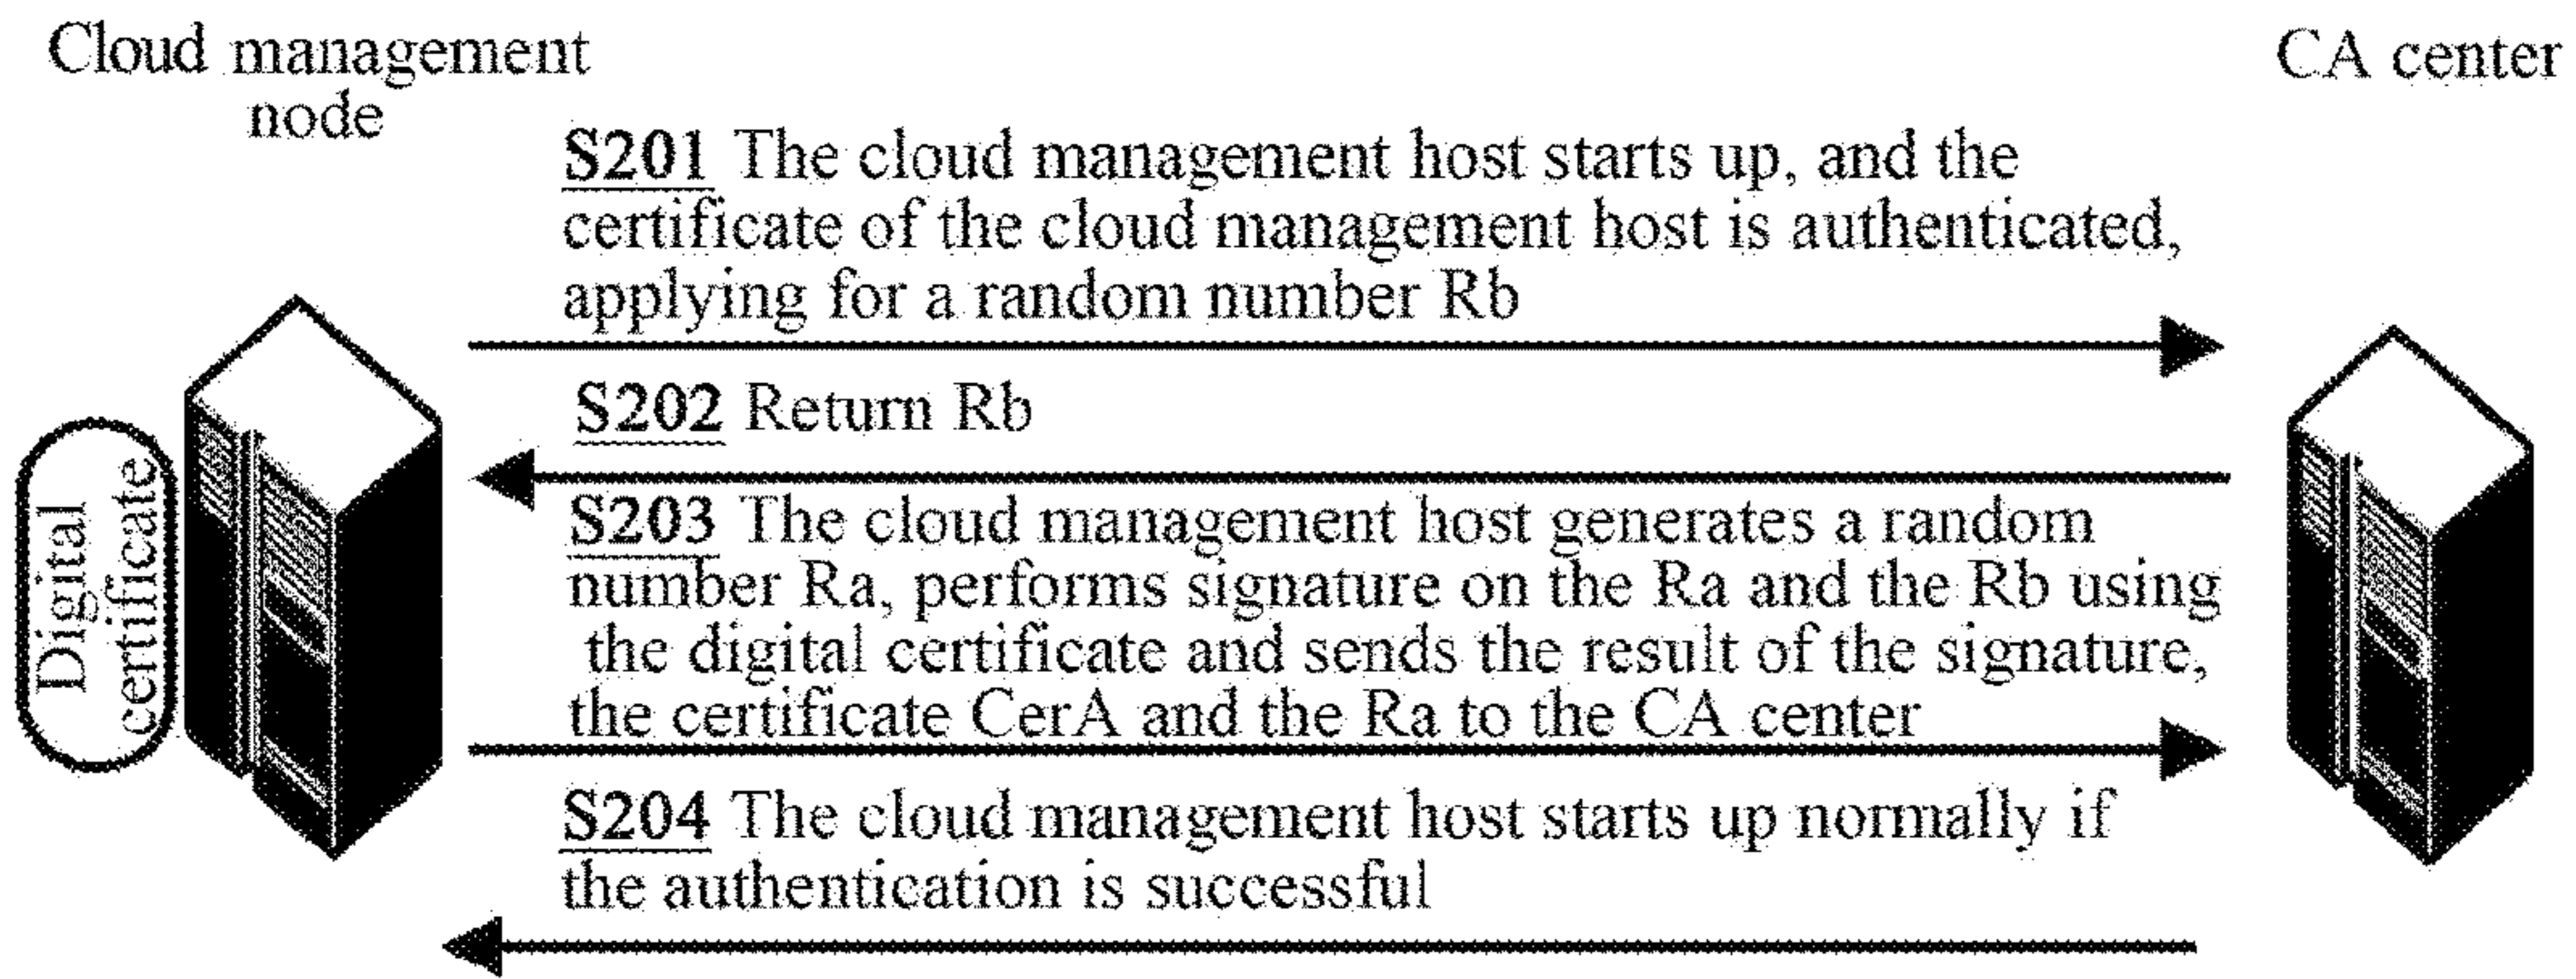 Cloud management
node
CA center
S201 The cloud management host starts up, and the
certificate of the cloud management host is authenticated,
applying for a random number Rb
S202 Return Rb
Digital
certificate
S203 The cloud management host generates a random
number Ra, performs signature on the Ra and the Rb using
the digital certificate and sends the result of the signature,
the certificate CerA and the Ra to the CA center
S204 The cloud management host starts up normally if
the authentication is successful